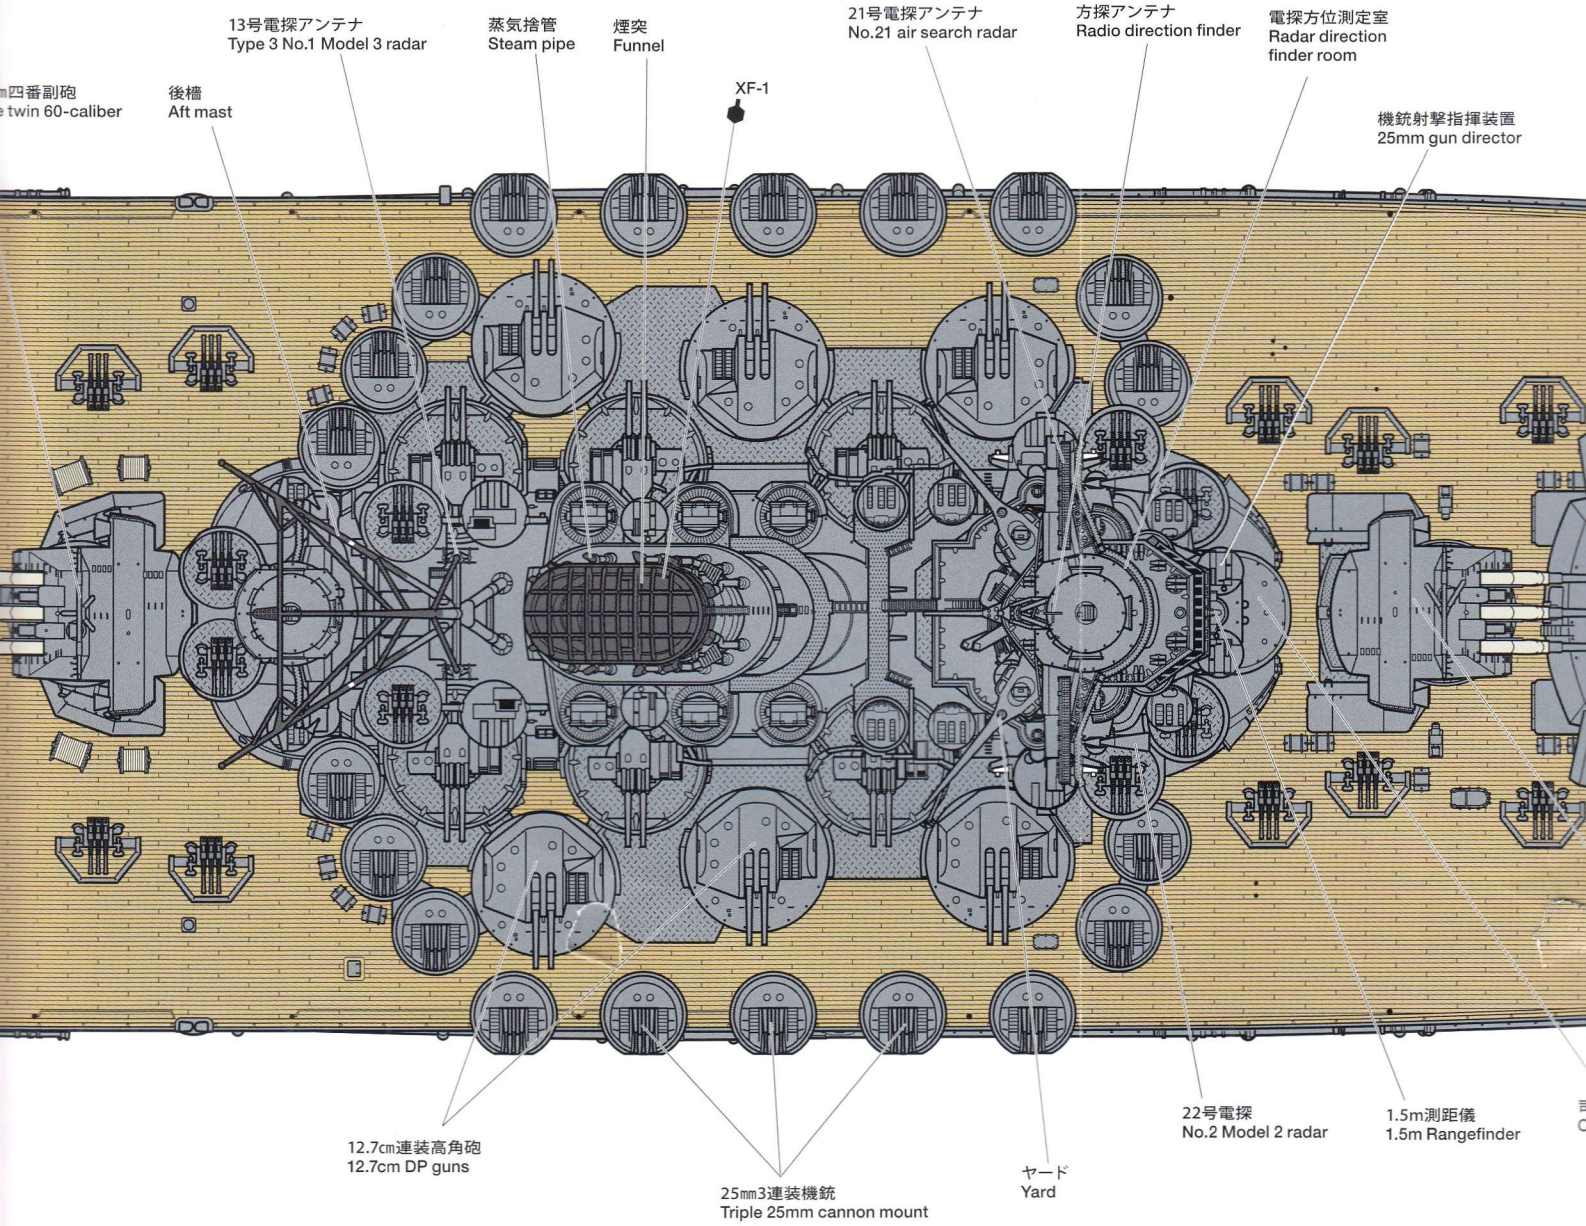 13号電探アンテナ
Type 3 No.1 Model 3 radar
蒸気捨管
Steam pipe
煙突
Funnel
21号電探アンテナ
No.21 air search radar
方探アンテナ
Radio direction finder
電探方位測定室
Radar direction
finder room
XF-1
四番副砲
twin 60-caliber
後檣
Aft mast
機銃射撃指揮装置
25mm gun director
12.7cm連装高角砲
12.7cm DP guns
25mm3連装機銃
Triple 25mm cannon mount
ヤード
Yard
22号電探
No.2 Model 2 radar
1.5m測距儀
1.5m Rangefinder